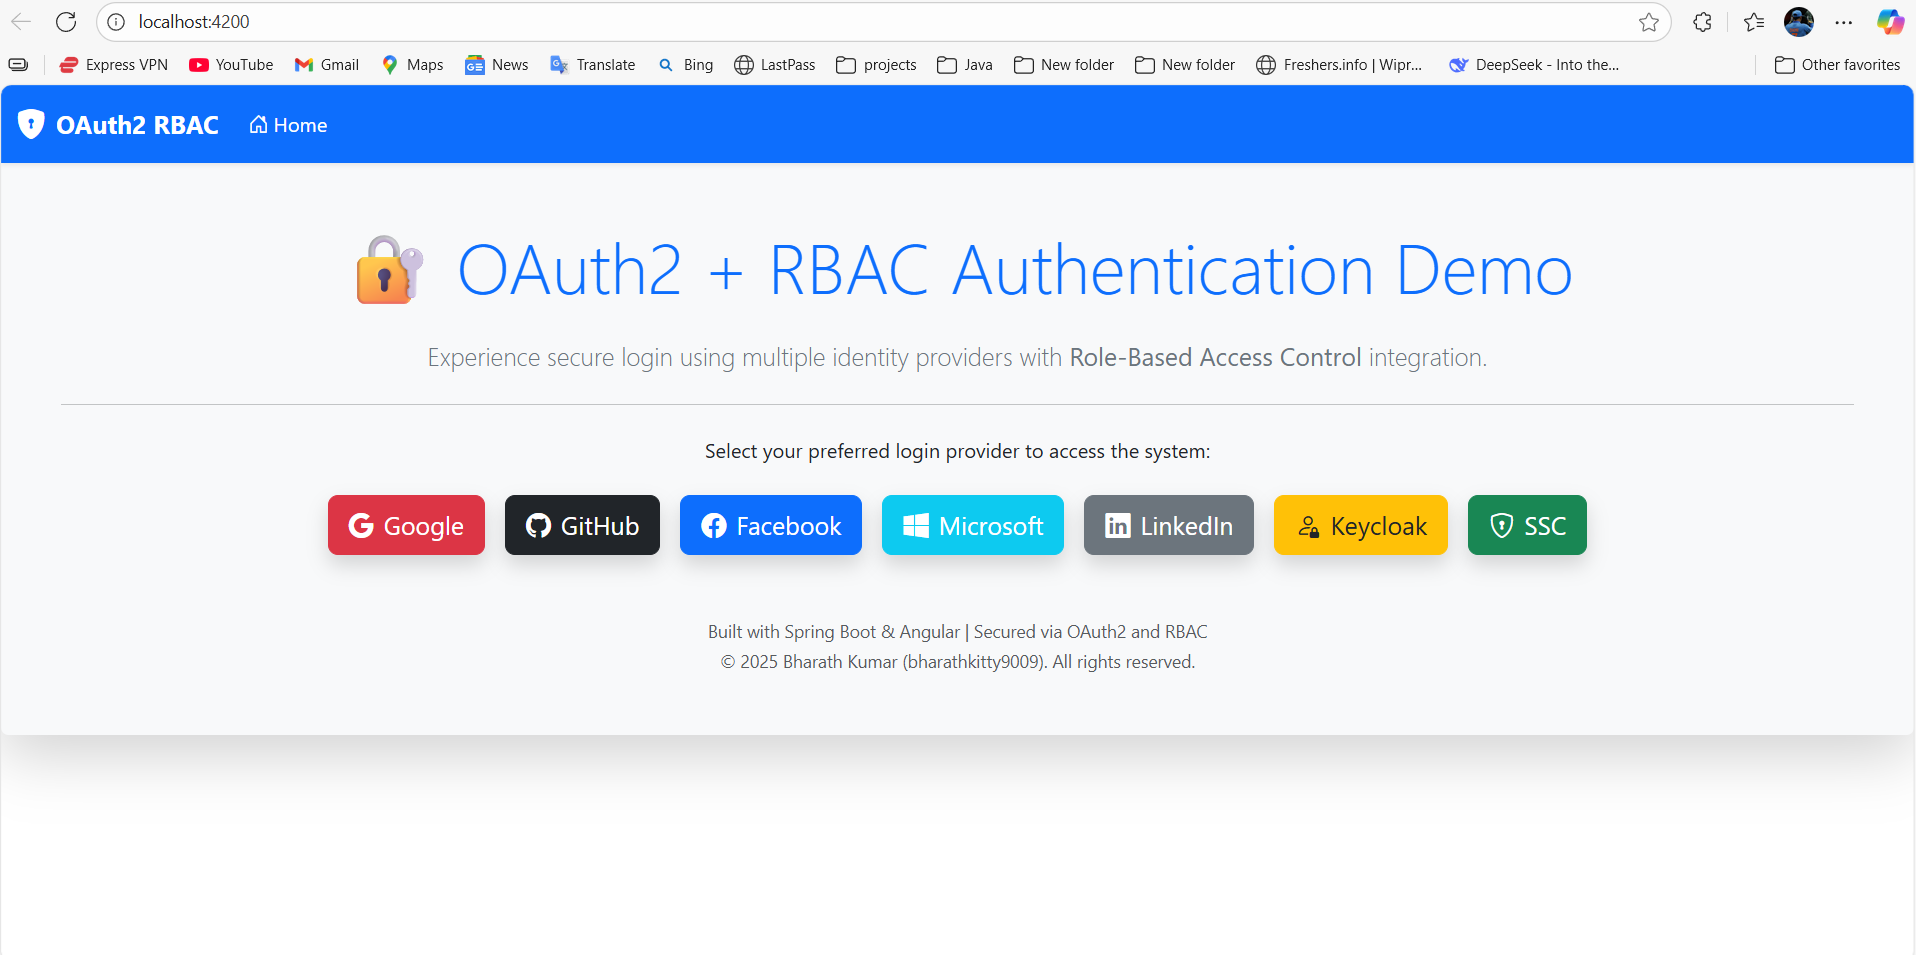 localhost:4200
Express VPN YouTube Gmail Maps News Translate Bing LastPass projects Java New folder New folder Freshers.info | Wipr... DeepSeek - Into the... Other favorites
OAuth2 RBAC Home
OAuth2 + RBAC Authentication Demo
Experience secure login using multiple identity providers with Role-Based Access Control integration.
Select your preferred login provider to access the system:
Google GitHub Facebook Microsoft LinkedIn Keycloak SSC
Built with Spring Boot & Angular | Secured via OAuth2 and RBAC
© 2025 Bharath Kumar (bharathkitty9009). All rights reserved.